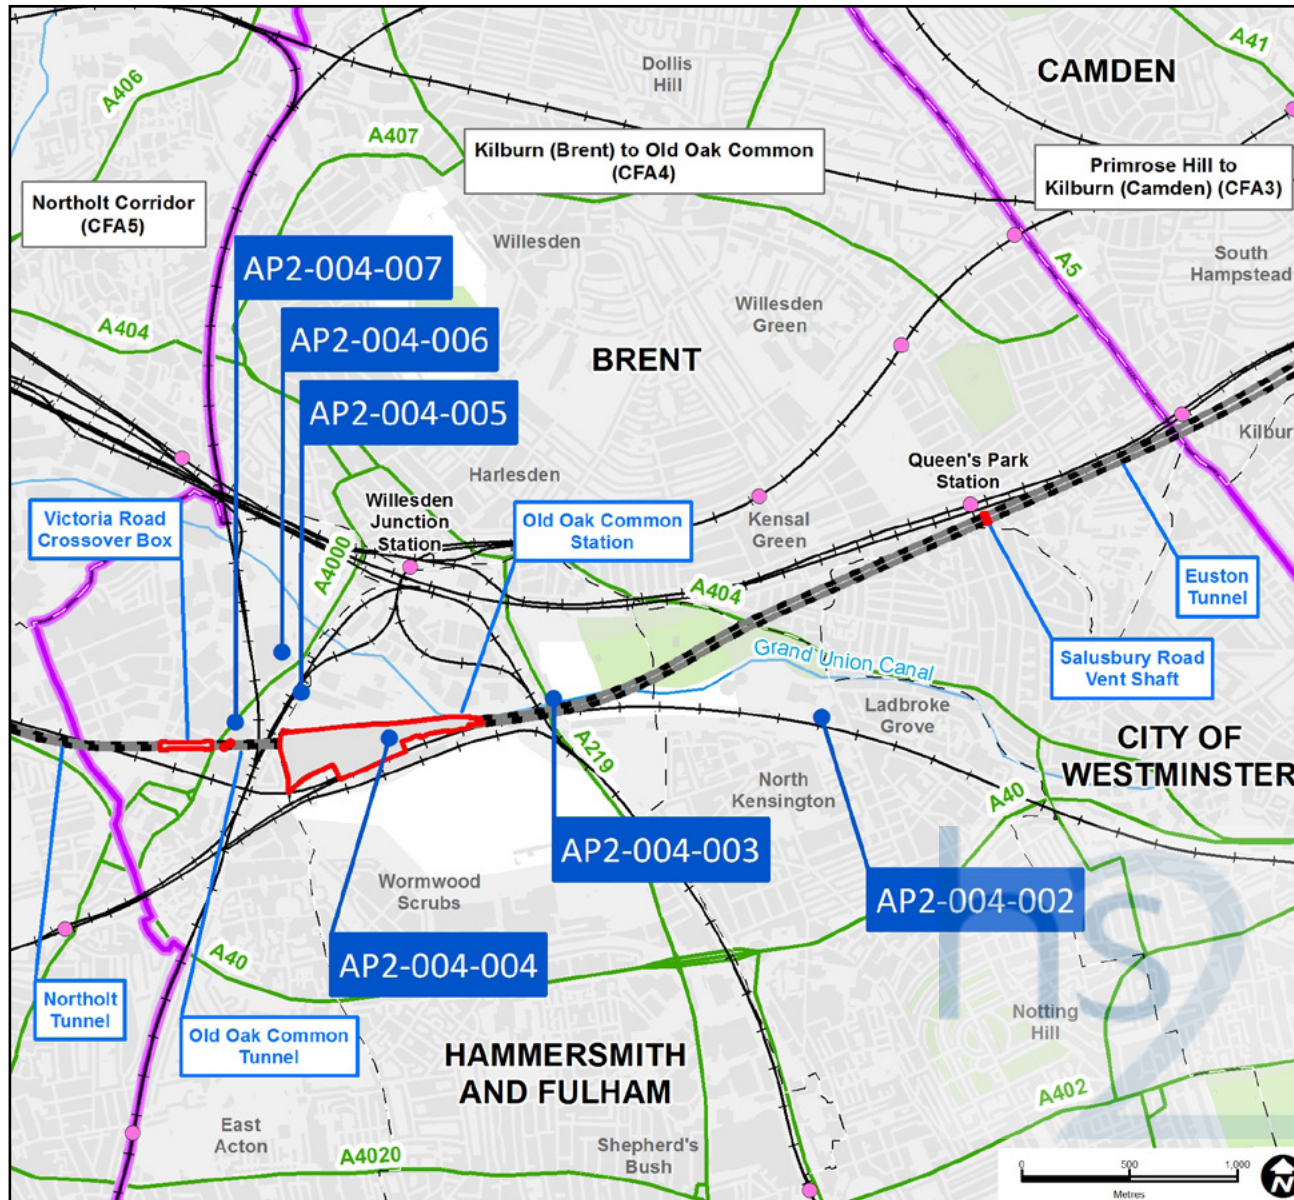 A41
CAMDEN
Dollis
Hill
A406
A407
Kilburn (Brent) to Old Oak Common
(CFA4)
Primrose Hill to
Kilburn (Camden) (CFA3)
Northolt Corridor
(CFA5)
Willesden
South
Hampstead
A5
AP2-004-007
Willesden
Green
A404
AP2-004-006
BRENT
AP2-004-005
Kilbur
Harlesden
Queen's Park
Station
Willesden
Junction
Station
Victoria Road
Crossover Box
Old Oak Common
Station
Kensal
Green
A4000
A404
Euston
Tunnel
Grand Union Canal
Salusbury Road
Vent Shaft
Ladbroke
Grove
A219
CITY OF
WESTMINSTER
North
Kensington
A40
AP2-004-003
Wormwood
Scrubs
AP2-004-002
AP2-004-004
A40
Northolt
Tunnel
Old Oak Common
Tunnel
hs2
Notting
Hill
HAMMERSMITH
AND FULHAM
A402
East
Acton
Shepherd's
Bush
A4020
0 500 1,000
Metres
N